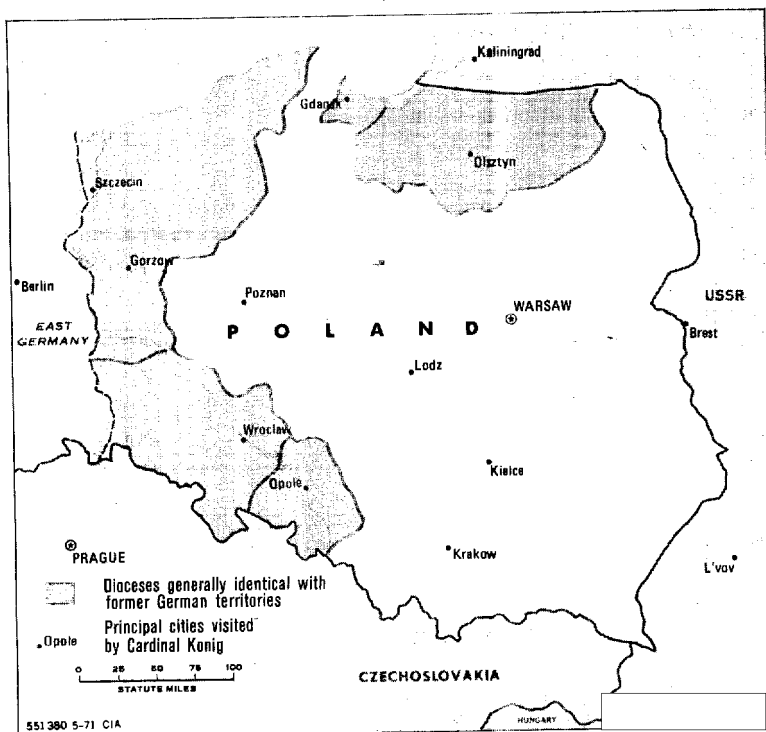 Kaliningrad
Gdansk
Olsztyn
Szczecin
Gorzow
Berlin
Poznan
WARSAW
USSR
EAST
GERMANY
POLAND
Brest
Lodz
Wroclaw
Opole
Kielce
PRAGUE
Krakow
L'vov
Dioceses generally identical with
former German territories
Opole
Principal cities visited
by Cardinal Konig
0 25 50 75 100
STATUTE MILES
CZECHOSLOVAKIA
HUNGARY
551380 5-71 CIA